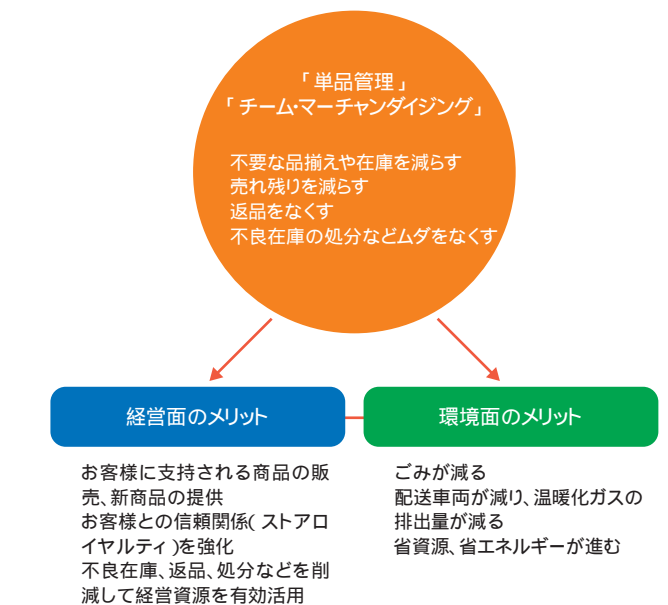 「単品管理」
「チーム・マーチャンダイジング」
不要な品揃えや在庫を減らす
売れ残りを減らす
返品をなくす
不良在庫の処分などムダをなくす
経営面のメリット
お客様に支持される商品の販
売、新商品の提供
お客様との信頼関係(ストアロ
イヤルティ)を強化
不良在庫、返品、処分などを削
減して経営資源を有効活用
環境面のメリット
ごみが減る
配送車両が減り、温暖化ガスの
排出量が減る
省資源、省エネルギーが進む